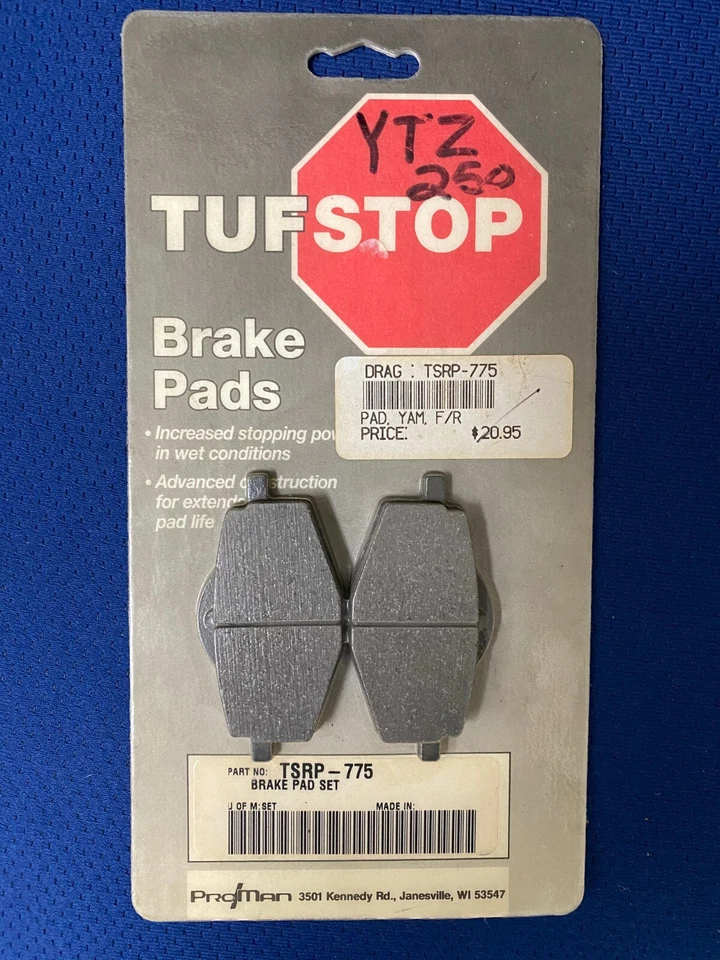 YTZ
250
TUFSTOP
Brake
Pads
DRAG : TSRP-775
PAD, YAM, F/R
PRICE: $20.95
• Increased stopping pow
in wet conditions
• Advanced c struction
for extende
pad life
PART NO: TSRP-775
BRAKE PAD SET
U OF M:SET MADE IN:
ProMan 3501 Kennedy Rd., Janesville, WI 53547